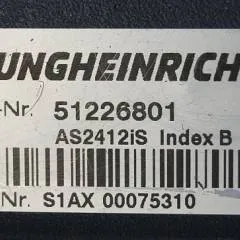 UNGHEINRICH
-Nr. 51226801
AS2412iS Index B
Nr. S1AX 00075310